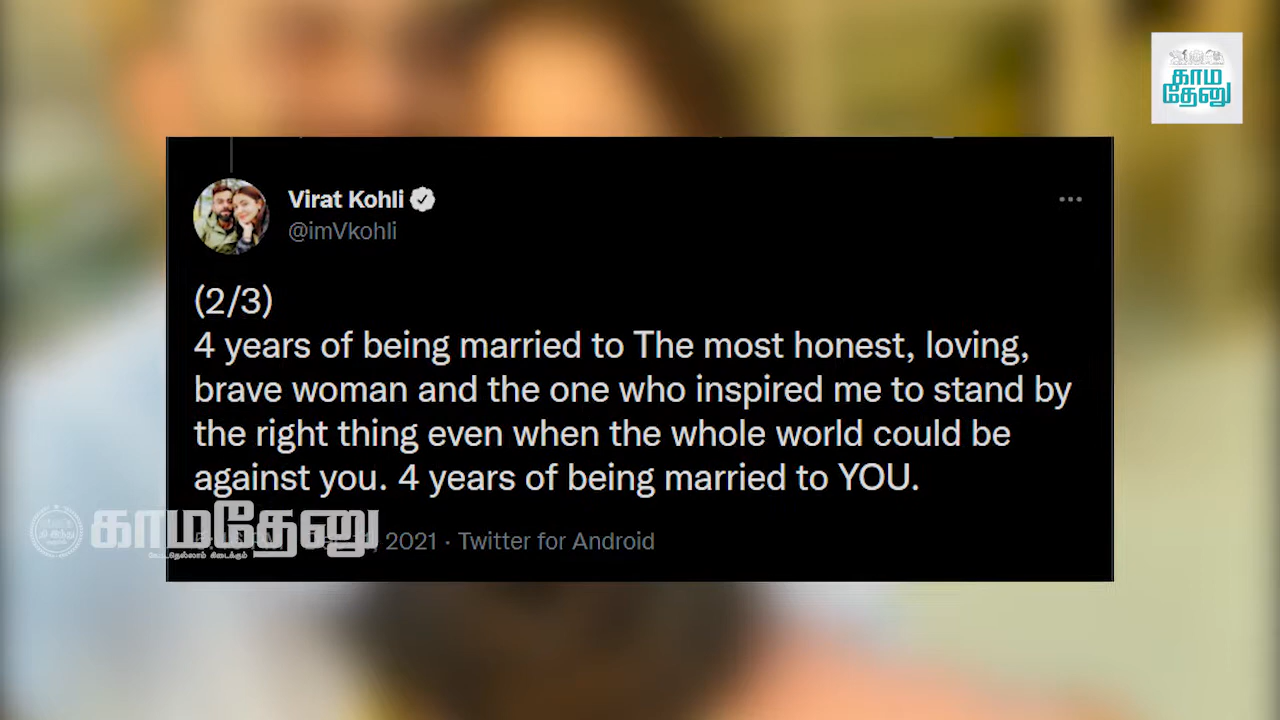 காம
தேனு
Virat Kohli
@imVkohli
(2/3)
4 years of being married to The most honest, loving,
brave woman and the one who inspired me to stand by
the right thing even when the whole world could be
against you. 4 years of being married to YOU.
காமதேனு
கேட்டதெல்லாம் கிடைக்கும்
2021 · Twitter for Android